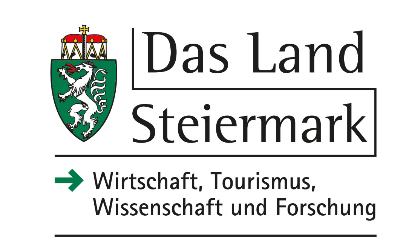 Das Land
Steiermark
Wirtschaft, Tourismus,
Wissenschaft und Forschung